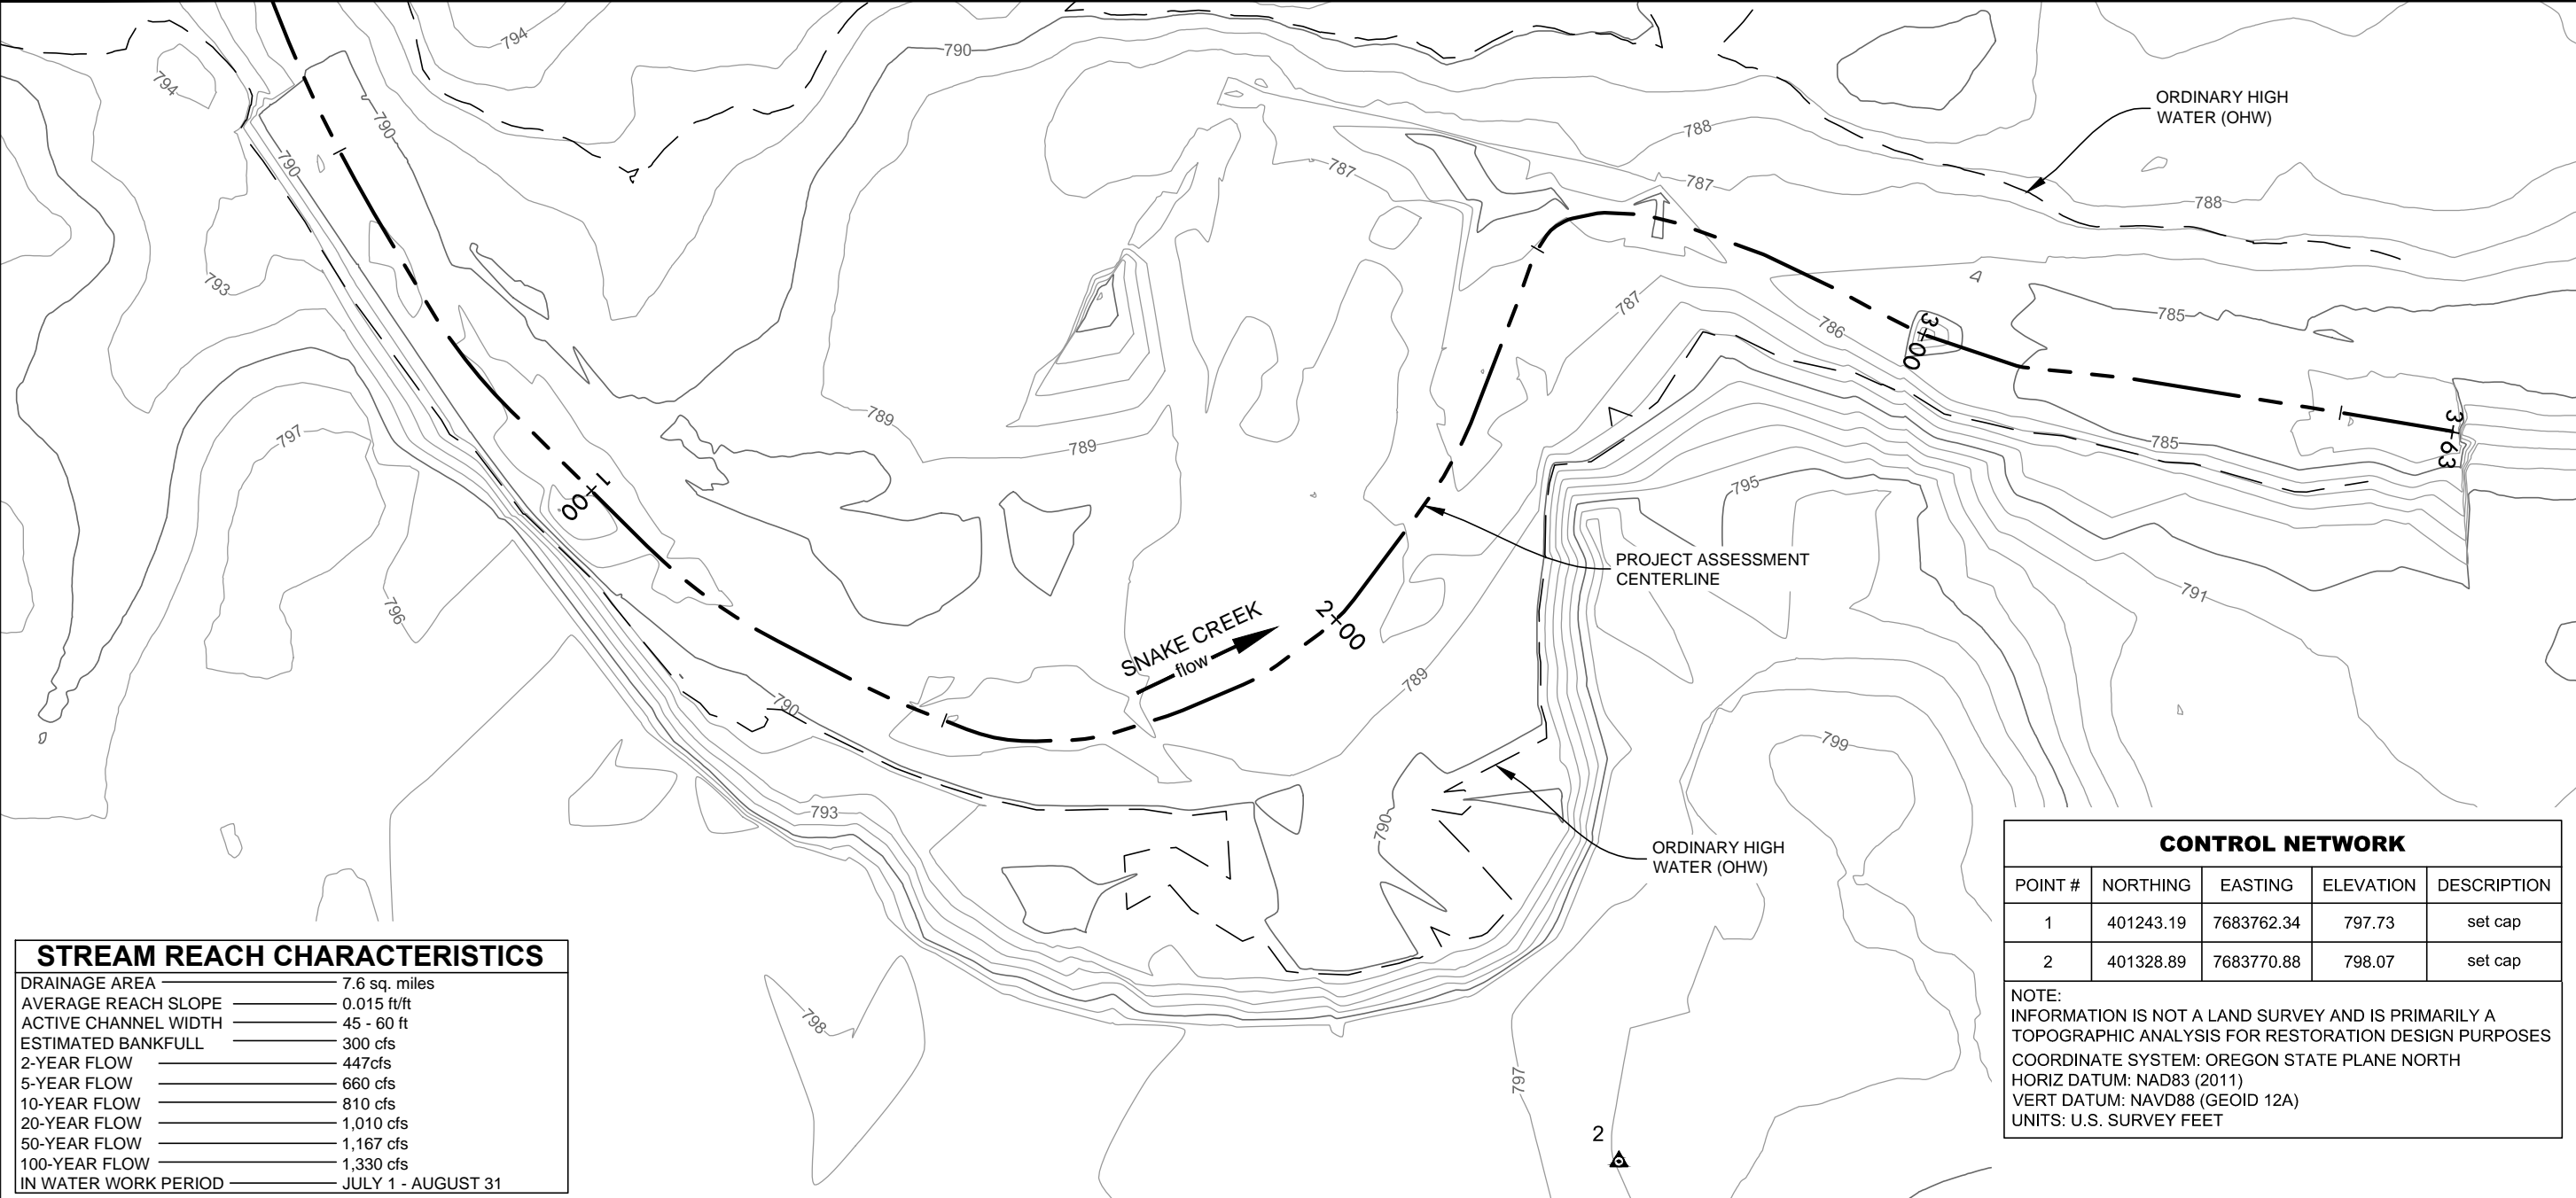 794
790
794
790
790
788
787
787
788
ORDINARY HIGH
WATER (OHW)
793
787
786
4
785
3+00
789
789
785
3+63
797
1+00
795
796
PROJECT ASSESSMENT
CENTERLINE
791
SNAKE CREEK
flow
2+00
789
790
799
793
790
ORDINARY HIGH
WATER (OHW)
798
797
2
STREAM REACH CHARACTERISTICS
DRAINAGE AREA 7.6 sq. miles
AVERAGE REACH SLOPE 0.015 ft/ft
ACTIVE CHANNEL WIDTH 45 - 60 ft
ESTIMATED BANKFULL 300 cfs
2-YEAR FLOW 447cfs
5-YEAR FLOW 660 cfs
10-YEAR FLOW 810 cfs
20-YEAR FLOW 1,010 cfs
50-YEAR FLOW 1,167 cfs
100-YEAR FLOW 1,330 cfs
IN WATER WORK PERIOD JULY 1 - AUGUST 31
CONTROL NETWORK
POINT # NORTHING EASTING ELEVATION DESCRIPTION
1 401243.19 7683762.34 797.73 set cap
2 401328.89 7683770.88 798.07 set cap
NOTE:
INFORMATION IS NOT A LAND SURVEY AND IS PRIMARILY A
TOPOGRAPHIC ANALYSIS FOR RESTORATION DESIGN PURPOSES
COORDINATE SYSTEM: OREGON STATE PLANE NORTH
HORIZ DATUM: NAD83 (2011)
VERT DATUM: NAVD88 (GEOID 12A)
UNITS: U.S. SURVEY FEET